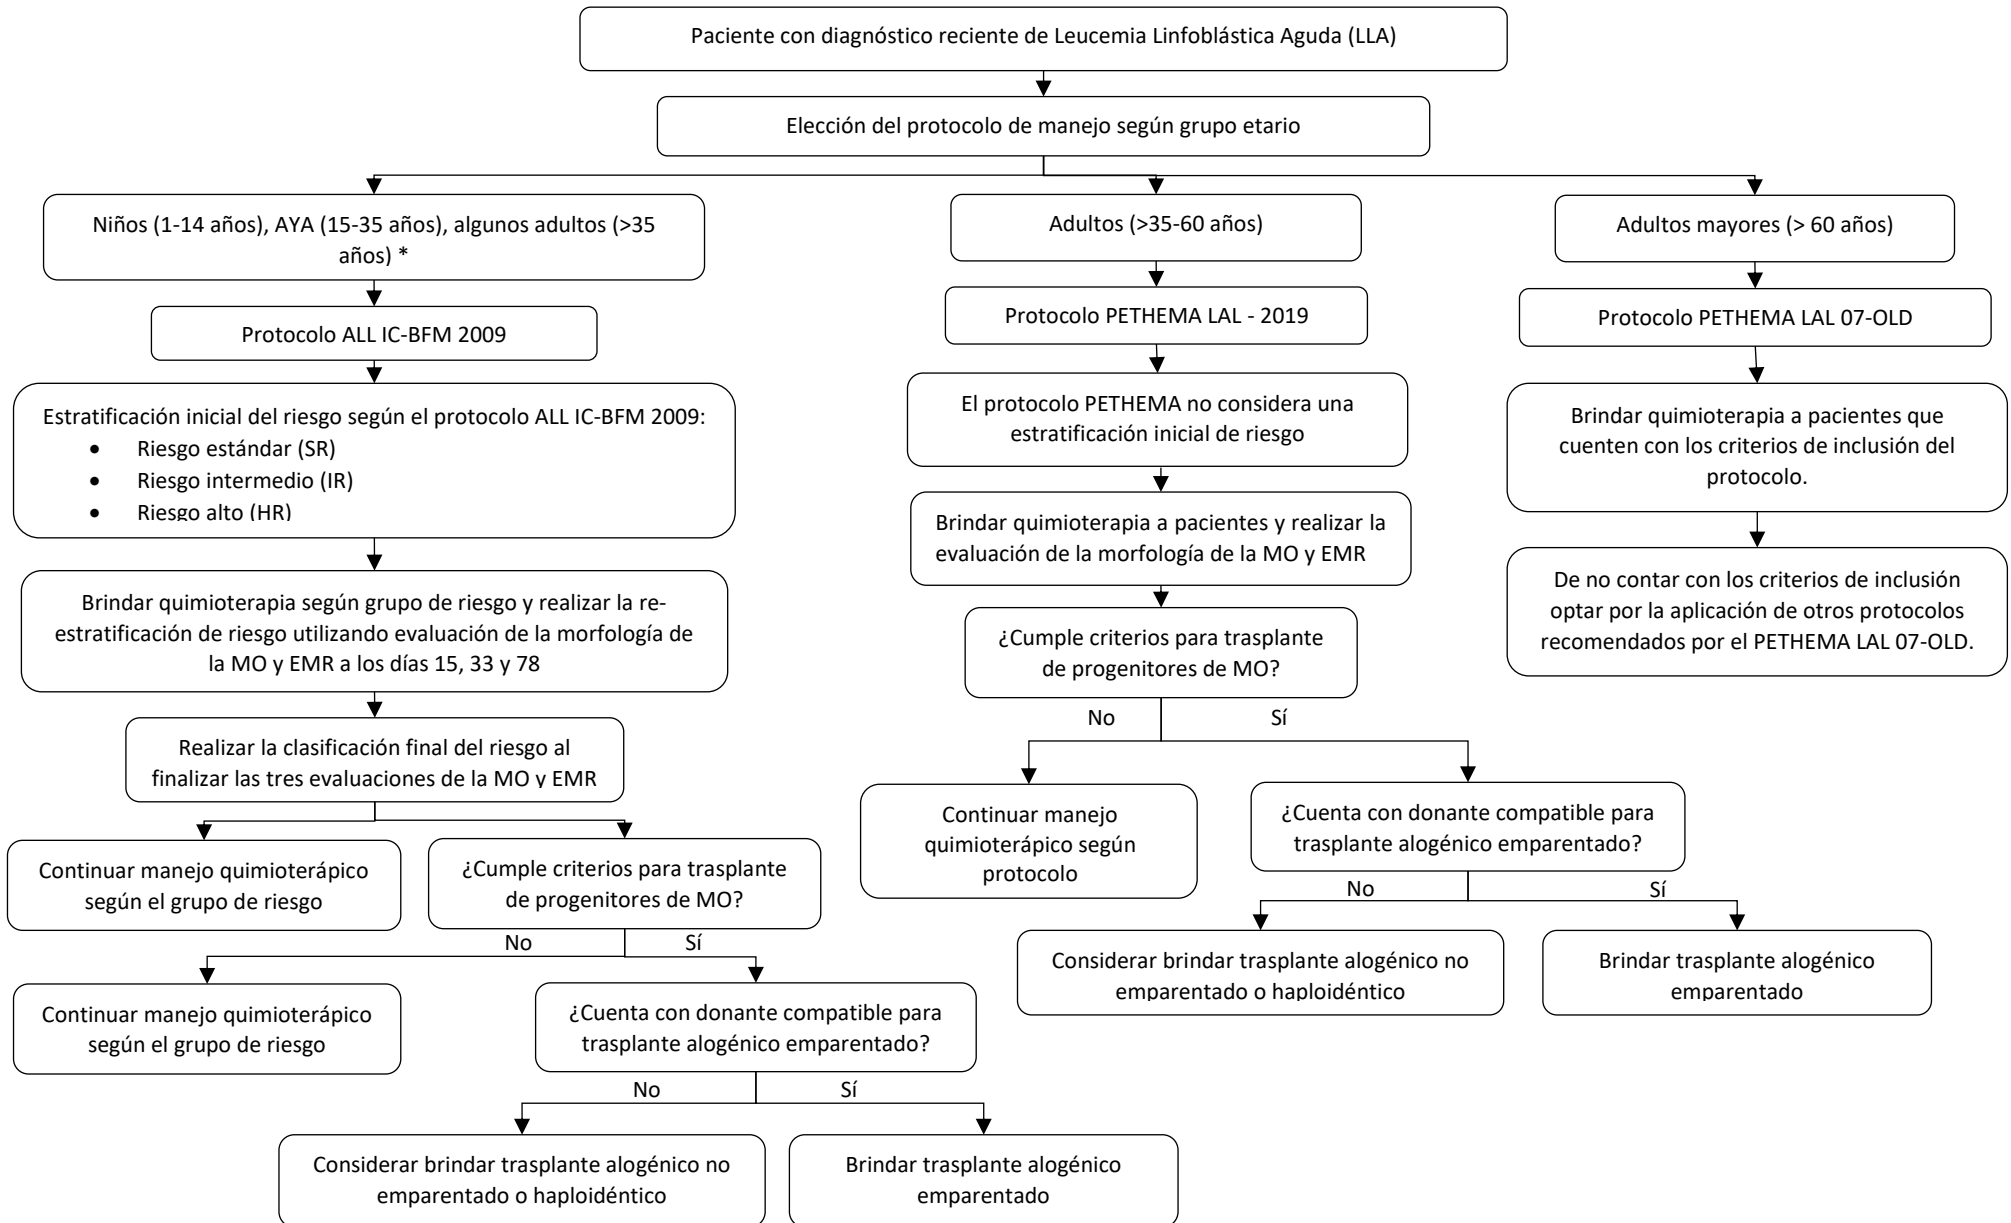 Paciente con diagnóstico reciente de Leucemia Linfoblástica Aguda (LLA)
Elección del protocolo de manejo según grupo etario
Niños (1-14 años), AYA (15-35 años), algunos adultos (>35
años) *
Protocolo ALL IC-BFM 2009
Estratificación inicial del riesgo según el protocolo ALL IC-BFM 2009:
• Riesgo estándar (SR)
• Riesgo intermedio (IR)
• Riesgo alto (HR)
Brindar quimioterapia según grupo de riesgo y realizar la re-
estratificación de riesgo utilizando evaluación de la morfología de
la MO y EMR a los días 15, 33 y 78
Realizar la clasificación final del riesgo al
finalizar las tres evaluaciones de la MO y EMR
Continuar manejo quimioterápico
según el grupo de riesgo
¿Cumple criterios para trasplante
de progenitores de MO?
No
Sí
Continuar manejo quimioterápico
según el grupo de riesgo
¿Cuenta con donante compatible para
trasplante alogénico emparentado?
No
Sí
Considerar brindar trasplante alogénico no
emparentado o haploidéntico
Brindar trasplante alogénico
emparentado
Adultos (>35-60 años)
Protocolo PETHEMA LAL - 2019
El protocolo PETHEMA no considera una
estratificación inicial de riesgo
Brindar quimioterapia a pacientes y realizar la
evaluación de la morfología de la MO y EMR
¿Cumple criterios para trasplante
de progenitores de MO?
No
Sí
Continuar manejo
quimioterápico según
protocolo
¿Cuenta con donante compatible para
trasplante alogénico emparentado?
No
Sí
Considerar brindar trasplante alogénico no
emparentado o haploidéntico
Brindar trasplante alogénico
emparentado
Adultos mayores (> 60 años)
Protocolo PETHEMA LAL 07-OLD
Brindar quimioterapia a pacientes que
cuenten con los criterios de inclusión del
protocolo.
De no contar con los criterios de inclusión
optar por la aplicación de otros protocolos
recomendados por el PETHEMA LAL 07-OLD.